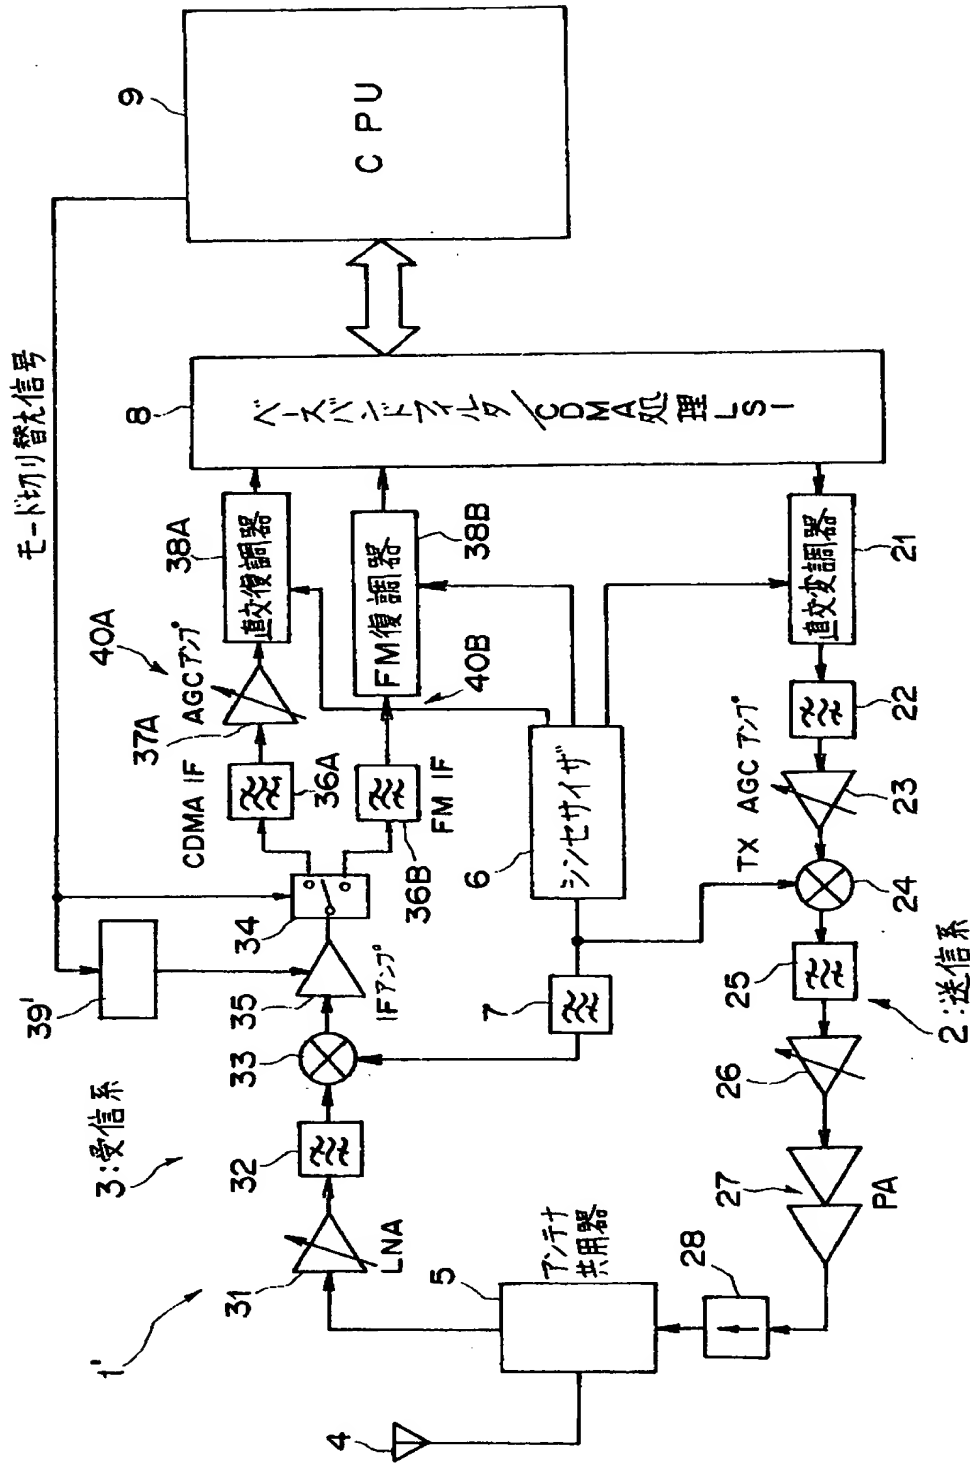 モード切り替え信号
9
CPU
8
ベースバンドフィルタ/CDMA処理LSI
40A
38A
直交復調器
AGCアンプ
37A
CDMA IF
36A
38B
FM復調器
40B
FM IF
36B
21
直交変調器
22
TX AGCアンプ
23
24
6
シンセサイザ
7
34
35
IFアンプ
39'
33
25
2:送信系
26
3:受信系
32
27
PA
31
LNA
アンテナ
共用器
5
28
1'
4